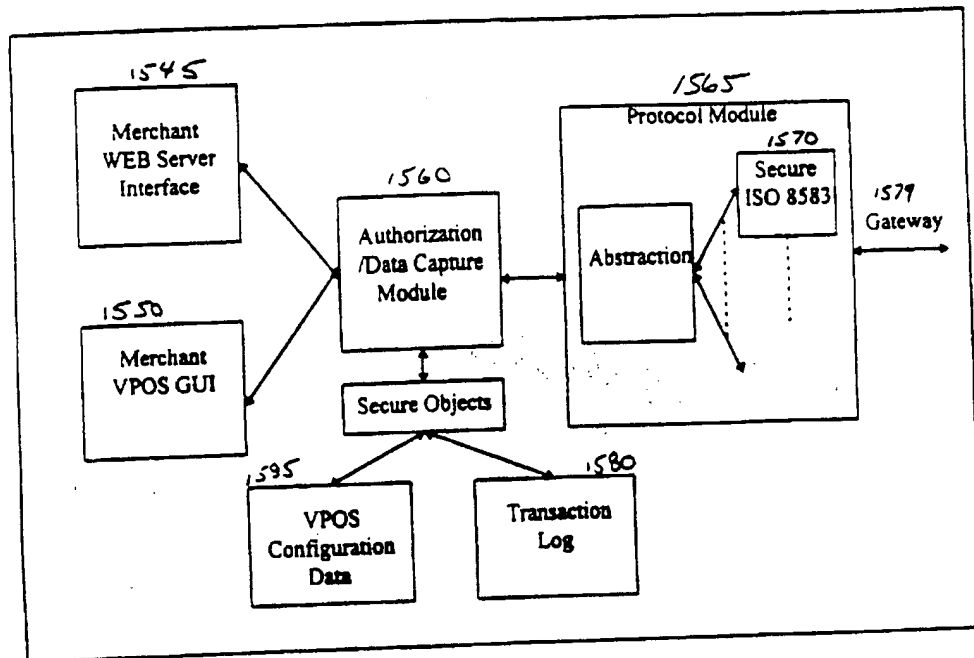 1545
Merchant
WEB Server
Interface
1550
Merchant
VPOS GUI
1560
Authorization
/Data Capture
Module
Secure Objects
1595
VPOS
Configuration
Data
1580
Transaction
Log
1565
Protocol Module
Abstraction
1570
Secure
ISO 8583
1579
Gateway